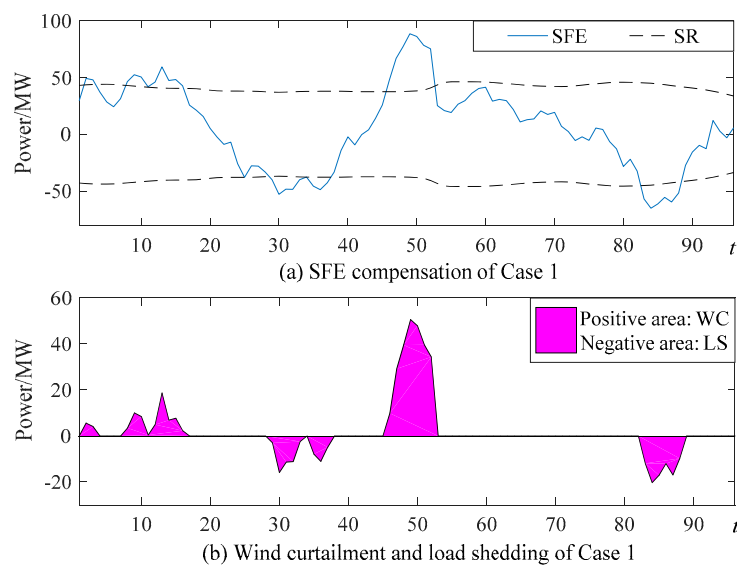 100
50
0
-50
Power/MW
SFE
SR
10
20
30
40
50
60
70
80
90
t
(a) SFE compensation of Case 1
60
40
20
0
-20
Power/MW
Positive area: WC
Negative area: LS
10
20
30
40
50
60
70
80
90
t
(b) Wind curtailment and load shedding of Case 1